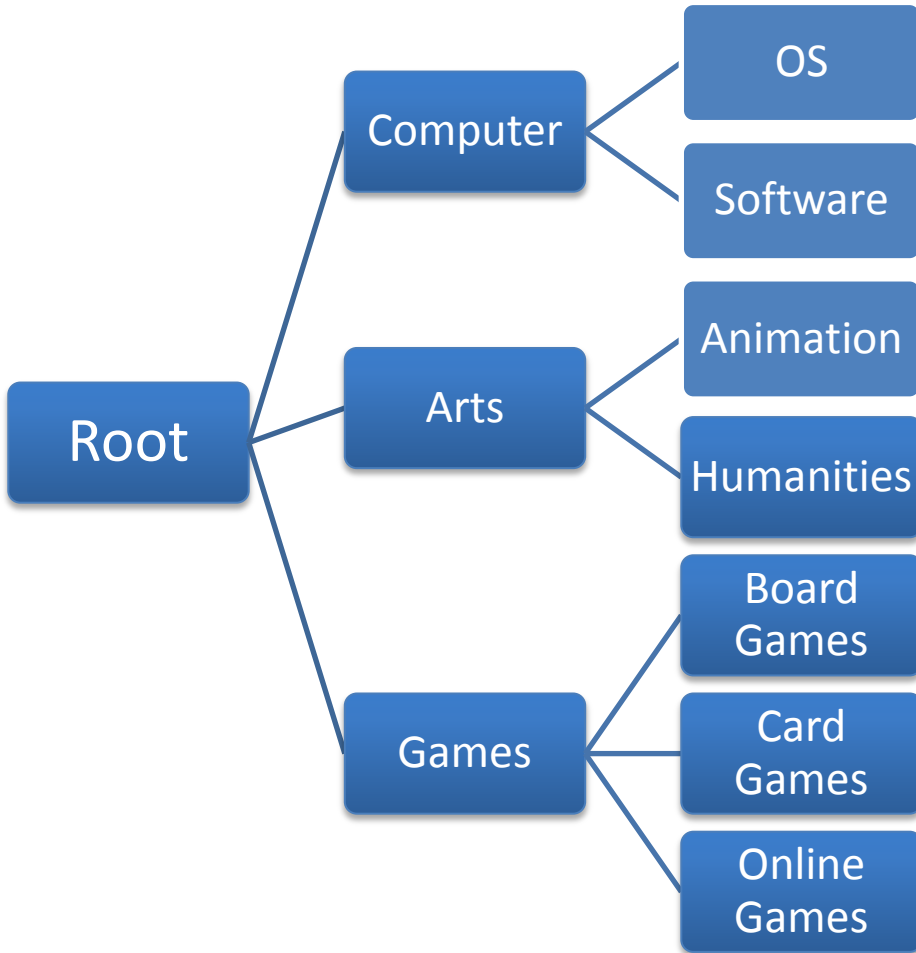 Root
Computer
OS
Software
Arts
Animation
Humanities
Games
Board
Games
Card
Games
Online
Games